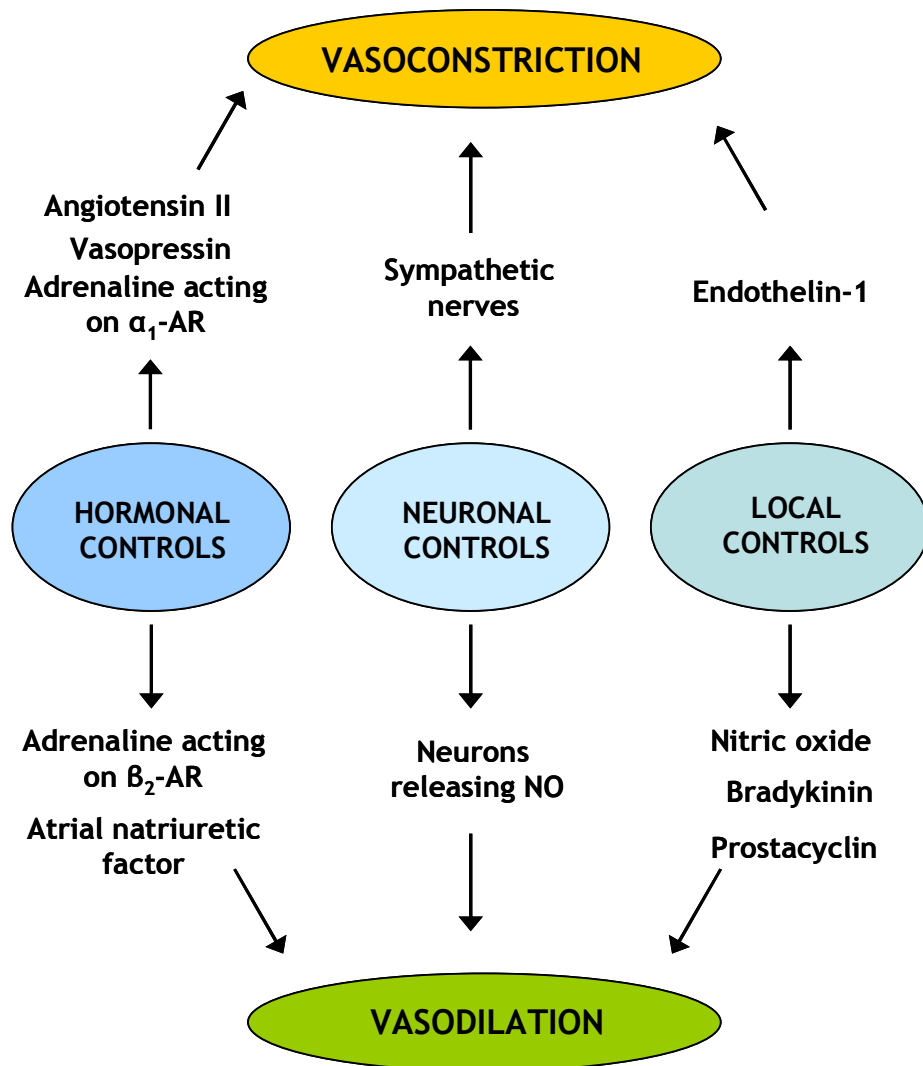 VASOCONSTRICTION
Angiotensin II
Vasopressin
Adrenaline acting
on α₁-AR
Sympathetic
nerves
Endothelin-1
HORMONAL
CONTROLS
NEURONAL
CONTROLS
LOCAL
CONTROLS
Adrenaline acting
on ß₂-AR
Atrial natriuretic
factor
Neurons
releasing NO
Nitric oxide
Bradykinin
Prostacyclin
VASODILATION